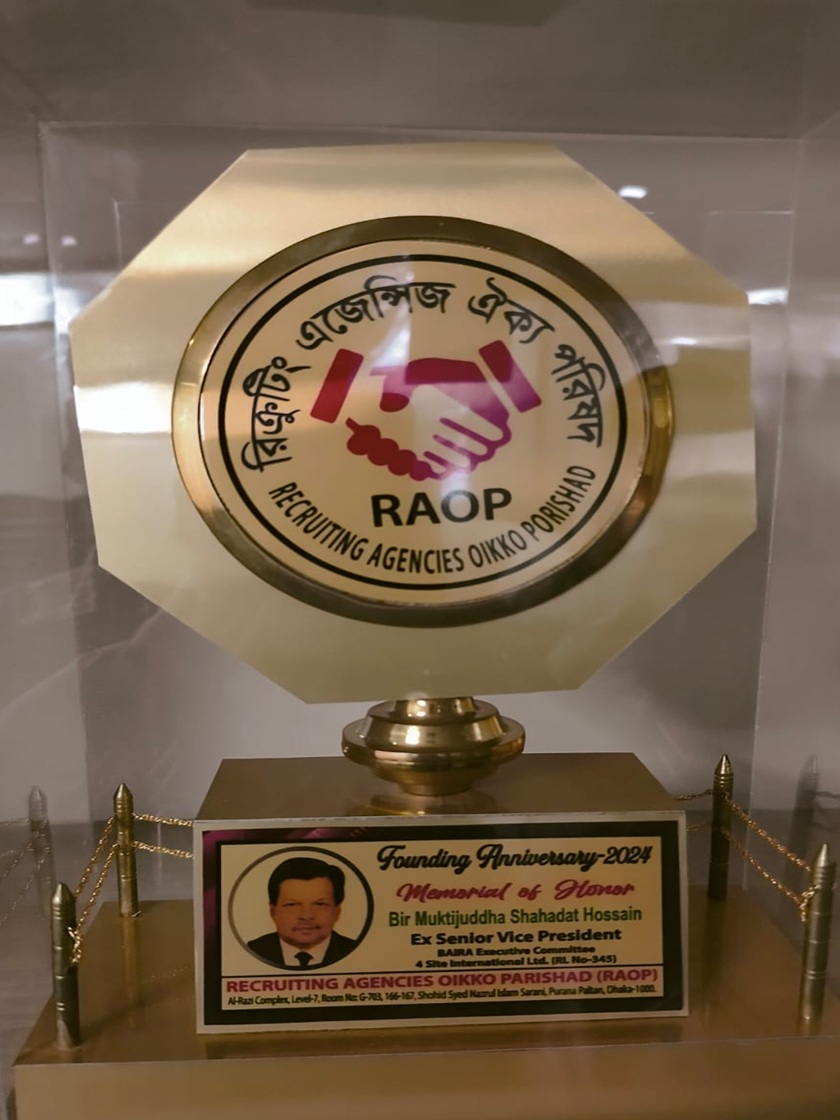 রিক্রুটিং এজেন্সিজ ঐক্য পরিষদ
RAOP
RECRUITING AGENCIES OIKKO PORISHAD
Founding Anniversary-2024
Memorial of Honor
Bir Muktijuddha Shahadat Hossain
Ex Senior Vice President
BAIRA Executive Committee
4 Site International Ltd. (RL No-345)
RECRUITING AGENCIES OIKKO PARISHAD (RAOP)
Al-Razi Complex, Level-7, Room No: G-703, 166-167, Shohid Syed Nazrul Islam Sarani, Purana Paltan, Dhaka-1000.